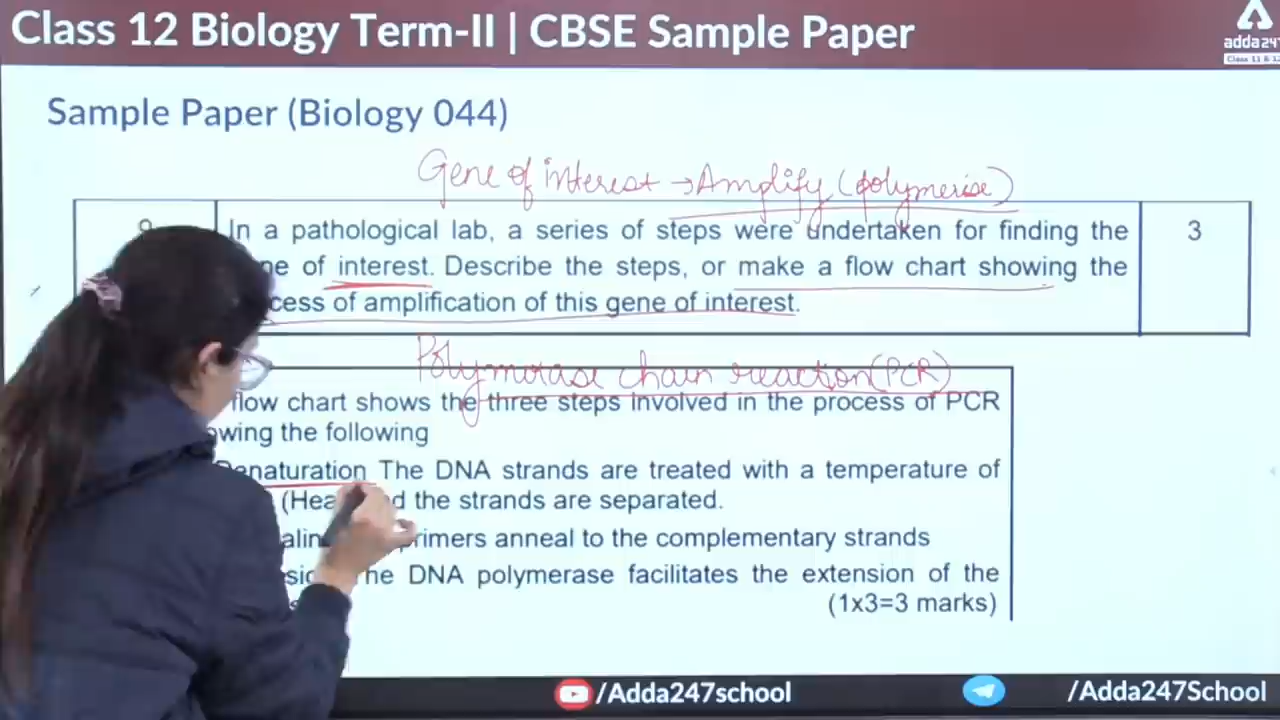 Class 12 Biology Term-II | CBSE Sample Paper
adda247
Class 11 & 12
Sample Paper (Biology 044)
Gene of interest → Amplify (polymerise)
In a pathological lab, a series of steps were undertaken for finding the
of interest. Describe the steps, or make a flow chart showing the
of amplification of this gene of interest.
3
Polymerase chain reaction (PCR)
flow chart shows the three steps involved in the process of PCR
the following
Denaturation The DNA strands are treated with a temperature of
the strands are separated.
primers anneal to the complementary strands
The DNA polymerase facilitates the extension of the
(1x3=3 marks)
/Adda247school
/Adda247School